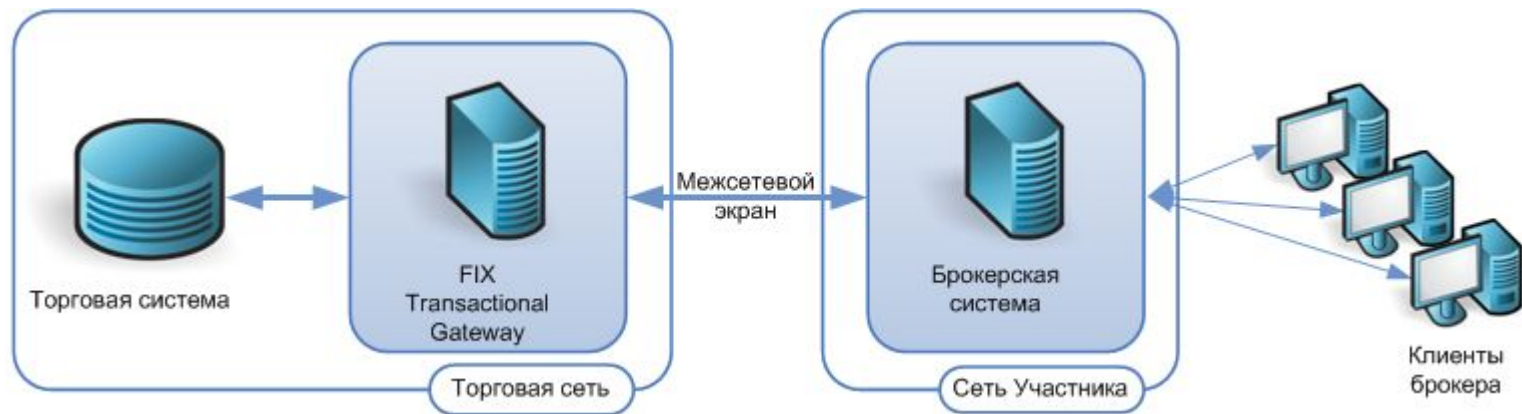 Торговая система
FIX
Transactional
Gateway
Торговая сеть
Межсетевой
экран
Брокерская
система
Сеть Участника
Клиенты
брокера